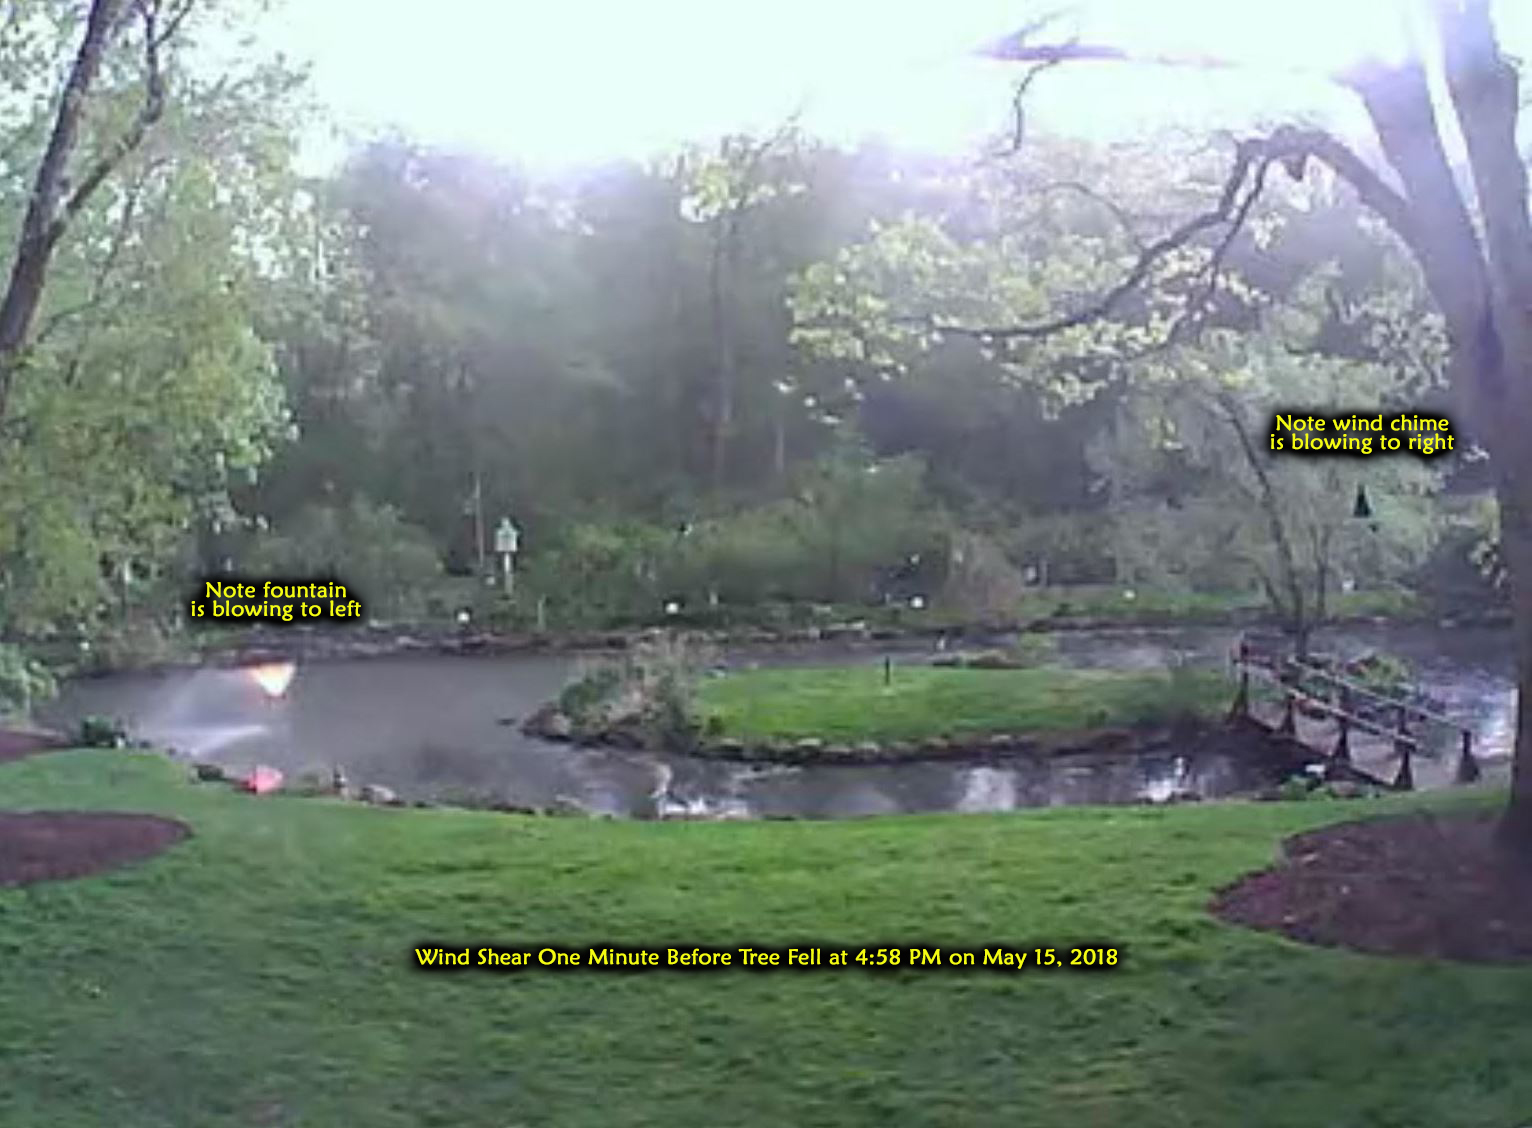 Note wind chime
is blowing to right
Note fountain
is blowing to left
Wind Shear One Minute Before Tree Fell at 4:58 PM on May 15, 2018